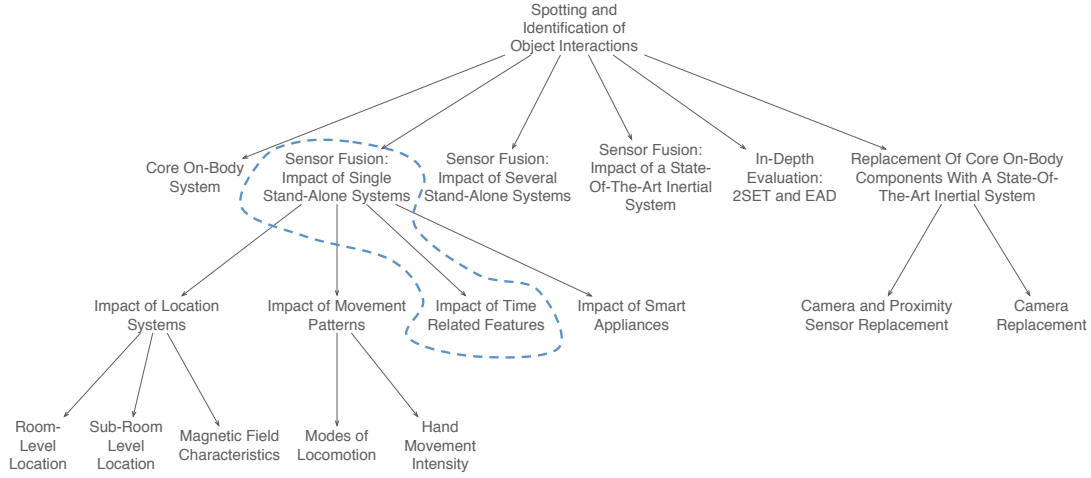 Spotting and
Identification of
Object Interactions
Core On-Body
System
Sensor Fusion:
Impact of Single
Stand-Alone Systems
Sensor Fusion:
Impact of Several
Stand-Alone Systems
Sensor Fusion:
Impact of a State-
Of-The-Art Inertial
System
In-Depth
Evaluation:
2SET and EAD
Replacement Of Core On-Body
Components With A State-Of-
The-Art Inertial System
Impact of Location
Systems
Impact of Movement
Patterns
Impact of Time
Related Features
Impact of Smart
Appliances
Camera and Proximity
Sensor Replacement
Camera
Replacement
Room-
Level
Location
Sub-Room
Level
Location
Magnetic Field
Characteristics
Modes of
Locomotion
Hand
Movement
Intensity